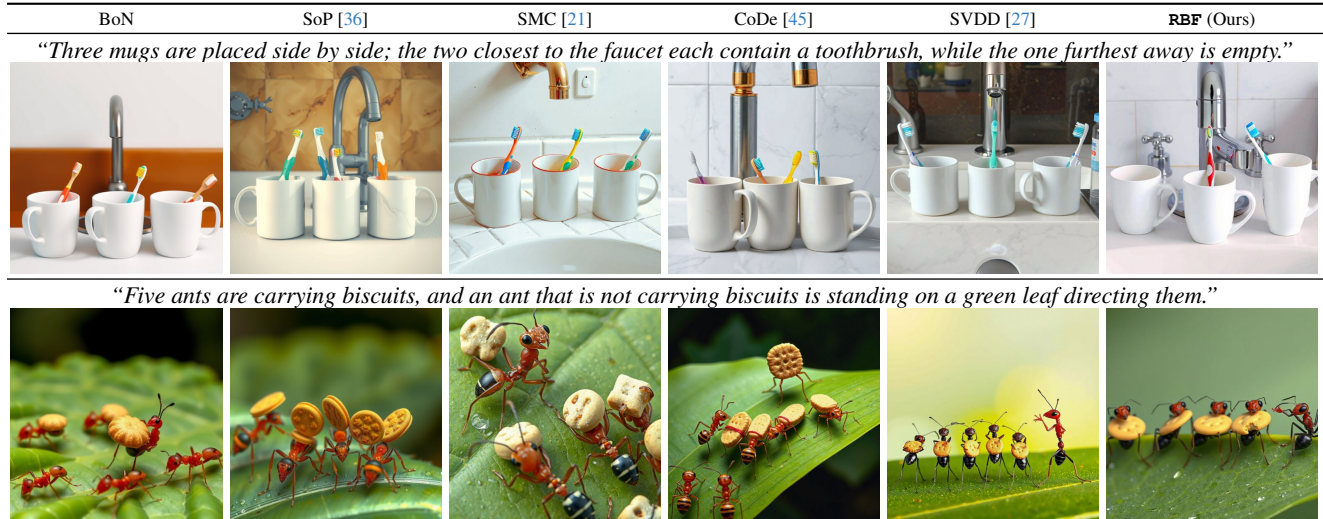 BoN SoP [36] SMC [21] CoDe [45] SVDD [27] RBF (Ours)
“Three mugs are placed side by side; the two closest to the faucet each contain a toothbrush, while the one furthest away is empty.”
“Five ants are carrying biscuits, and an ant that is not carrying biscuits is standing on a green leaf directing them.”